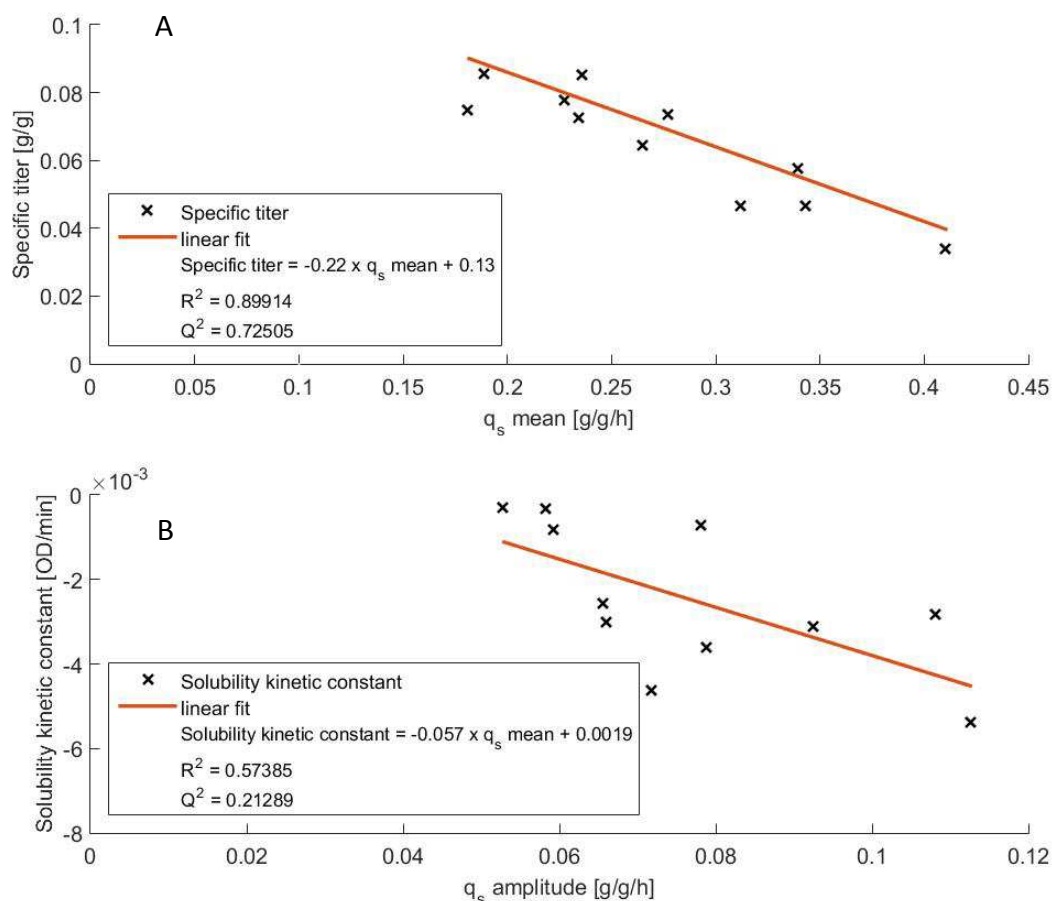 A
0.1
0.08
0.06
0.04
0.02
0
Specific titer [g/g]
× Specific titer
linear fit
Specific titer = -0.22 x qs mean + 0.13
R2 = 0.89914
Q2 = 0.72505
0 0.05 0.1 0.15 0.2 0.25 0.3 0.35 0.4 0.45
qs mean [g/g/h]
×10-3
B
0
-2
-4
-6
-8
Solubility kinetic constant [OD/min]
× Solubility kinetic constant
linear fit
Solubility kinetic constant = -0.057 x qs mean + 0.0019
R2 = 0.57385
Q2 = 0.21289
0 0.02 0.04 0.06 0.08 0.1 0.12
qs amplitude [g/g/h]